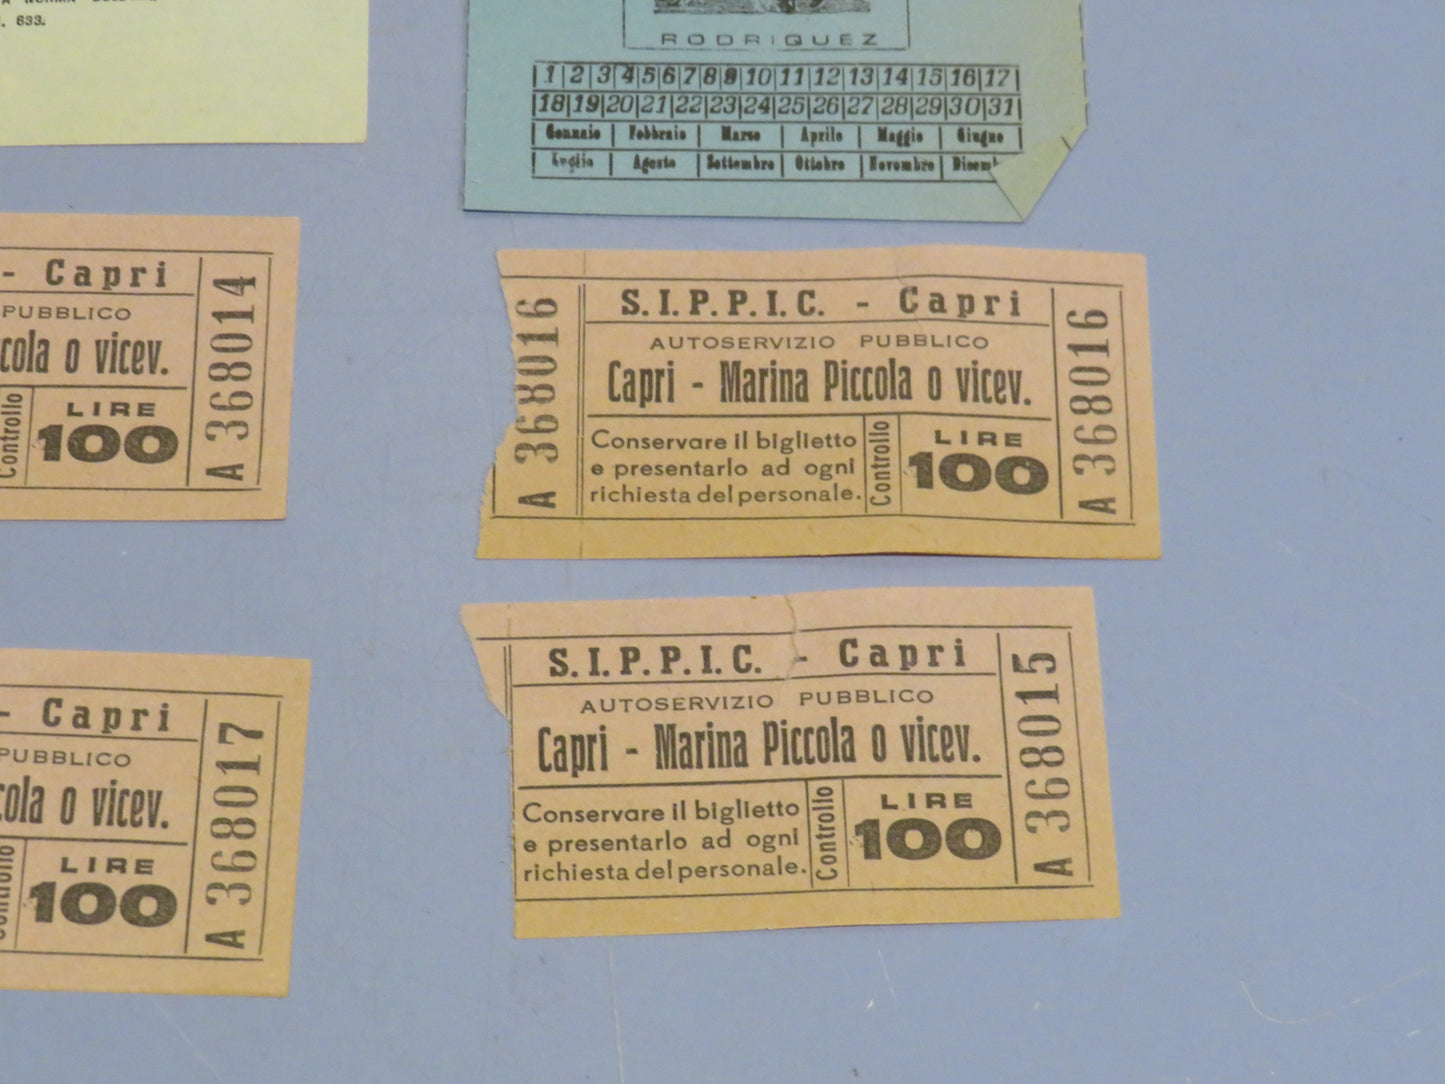 633.
RODRIGUEZ
1 2 3 4 5 6 7 8 9 10 11 12 13 14 15 16 17
18 19 20 21 22 23 24 25 26 27 28 29 30 31
Gennaio Febbraio Marzo Aprile Maggio Giugno
Luglio Agosto Settembre Ottobre Novembre Dicemb
- Capri
PUBBLICO
cola o vicev.
Controllo
LIRE
100
A 368014
A 368016
S.I.P.P.I.C. - Capri
AUTOSERVIZIO PUBBLICO
Capri - Marina Piccola o vicev.
Conservare il biglietto
e presentarlo ad ogni
richiesta del personale.
Controllo
LIRE
100
A 368016
- Capri
PUBBLICO
cola o vicev.
LIRE
100
A 368017
S.I.P.P.I.C. - Capri
AUTOSERVIZIO PUBBLICO
Capri - Marina Piccola o vicev.
Conservare il biglietto
e presentarlo ad ogni
richiesta del personale.
Controllo
LIRE
100
A 368015